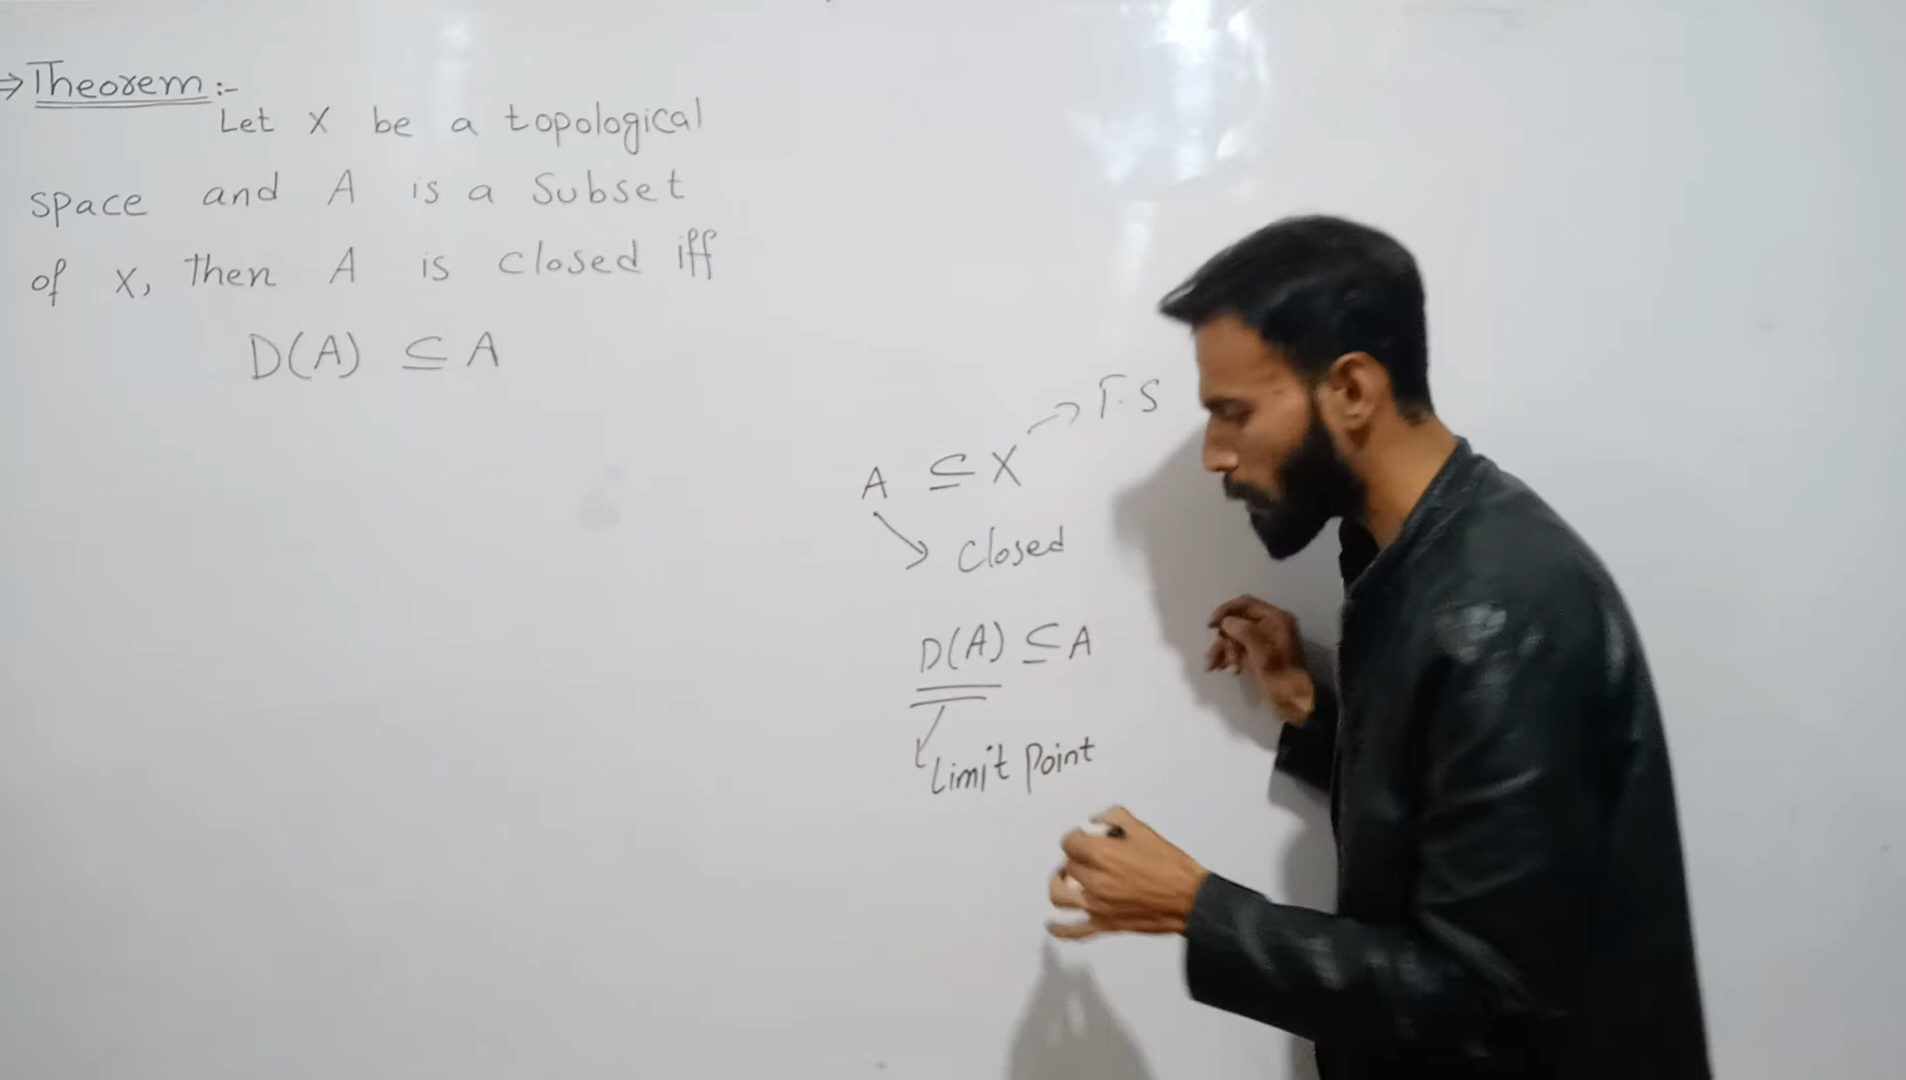 ⇒ Theorem :-
Let X be a topological
space and A is a Subset
of X, then A is closed iff
D(A) ⊆ A
A ⊆ X → T.S
↘ closed
D(A) ⊆ A
↙ Limit Point